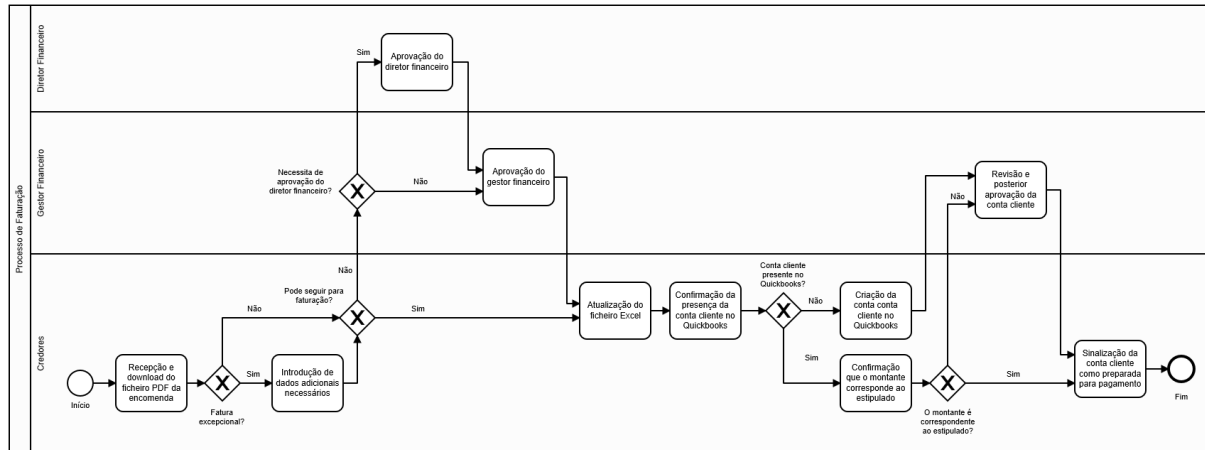 Processo de Faturação
Diretor Financeiro
Sim
Aprovação do
diretor financeiro
Gestor Financeiro
Necessita de
aprovação do
diretor financeiro?
Não
Aprovação do
gestor financeiro
Não
Revisão e
posterior
aprovação da
conta cliente
Credores
Início
Recepção e
download do
ficheiro PDF da
encomenda
Fatura
excepcional?
Não
Sim
Introdução de
dados adicionais
necessários
Pode seguir para
faturação?
Não
Sim
Atualização do
ficheiro Excel
Confirmação da
presença da
conta cliente no
Quickbooks
Conta cliente
presente no
Quickbooks?
Não
Criação da
conta conta
cliente no
Quickbooks
Sim
Confirmação
que o montante
corresponde ao
estipulado
O montante é
correspondente
ao estipulado?
Sim
Sinalização da
conta cliente
como preparada
para pagamento
Fim